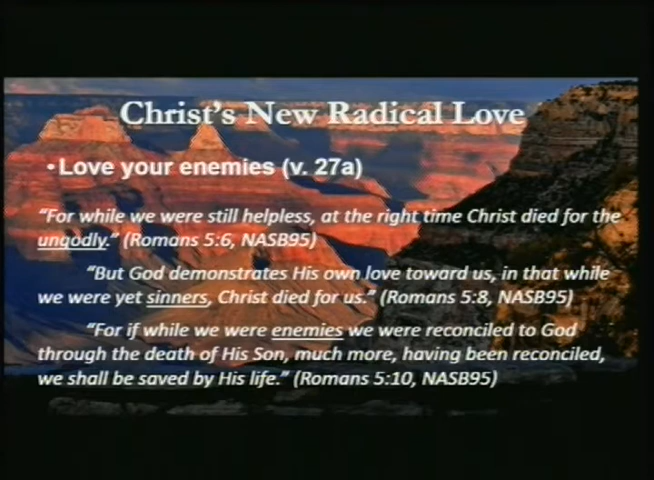 Christ's New Radical Love
•Love your enemies (v. 27a)
“For while we were still helpless, at the right time Christ died for the
ungodly.” (Romans 5:6, NASB95)
“But God demonstrates His own love toward us, in that while
we were yet sinners, Christ died for us.” (Romans 5:8, NASB95)
“For if while we were enemies we were reconciled to God
through the death of His Son, much more, having been reconciled,
we shall be saved by His life.” (Romans 5:10, NASB95)